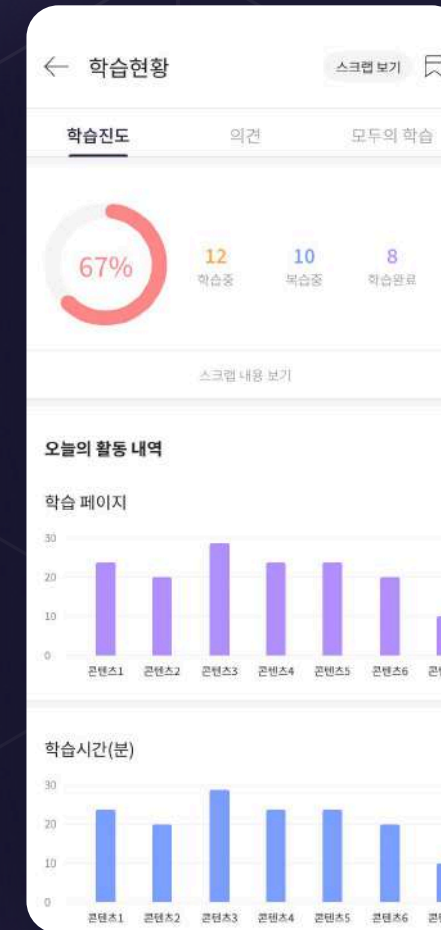 학습현황
스크랩 보기
학습진도 의견 모두의 학습
67%
12 10 8
학습중 복습중 학습완료
스크랩 내용 보기
오늘의 활동 내역
학습 페이지
30
20
10
0
콘텐츠1 콘텐츠2 콘텐츠3 콘텐츠4 콘텐츠5 콘텐츠6
학습시간(분)
30
20
10
0
콘텐츠1 콘텐츠2 콘텐츠3 콘텐츠4 콘텐츠5 콘텐츠6